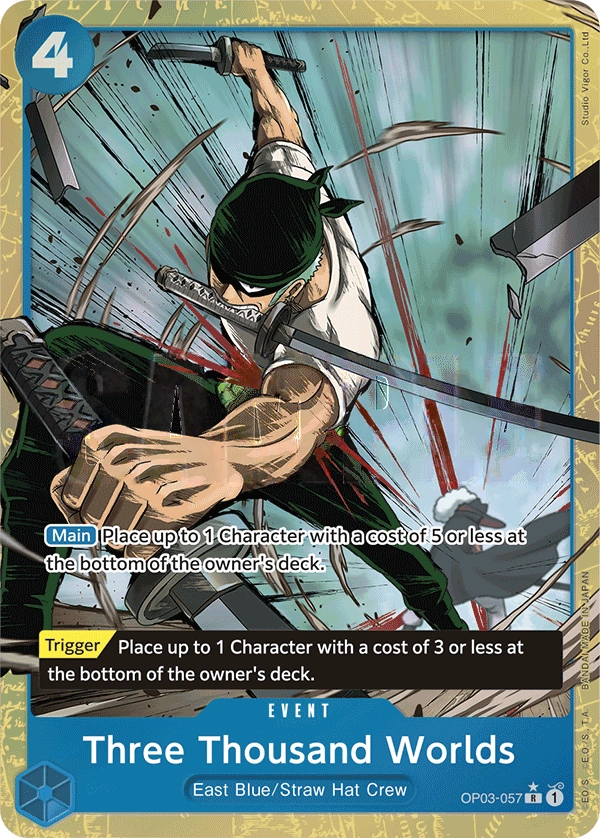 4
Studio Vigor Co.,Ltd
Main Place up to 1 Character with a cost of 5 or less at
the bottom of the owner's deck.
Trigger Place up to 1 Character with a cost of 3 or less at
the bottom of the owner's deck.
EVENT
Three Thousand Worlds
East Blue/Straw Hat Crew
OP03-057 R 1
BANDAI MADE IN JAPAN
©E.O./S.,T.A.